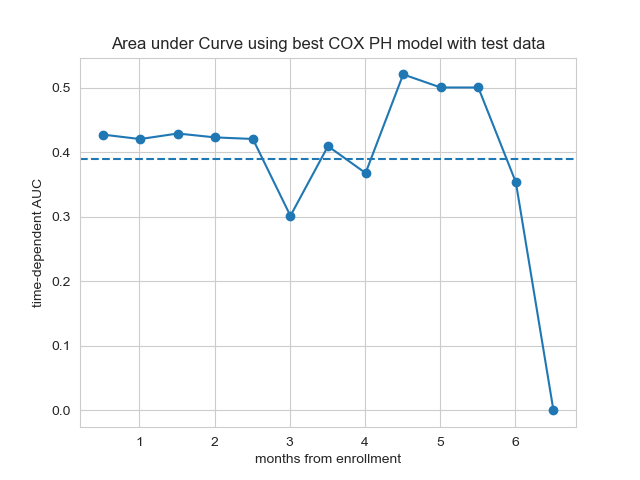 Area under Curve using best COX PH model with test data
time-dependent AUC
0.5
0.4
0.3
0.2
0.1
0.0
1 2 3 4 5 6
months from enrollment